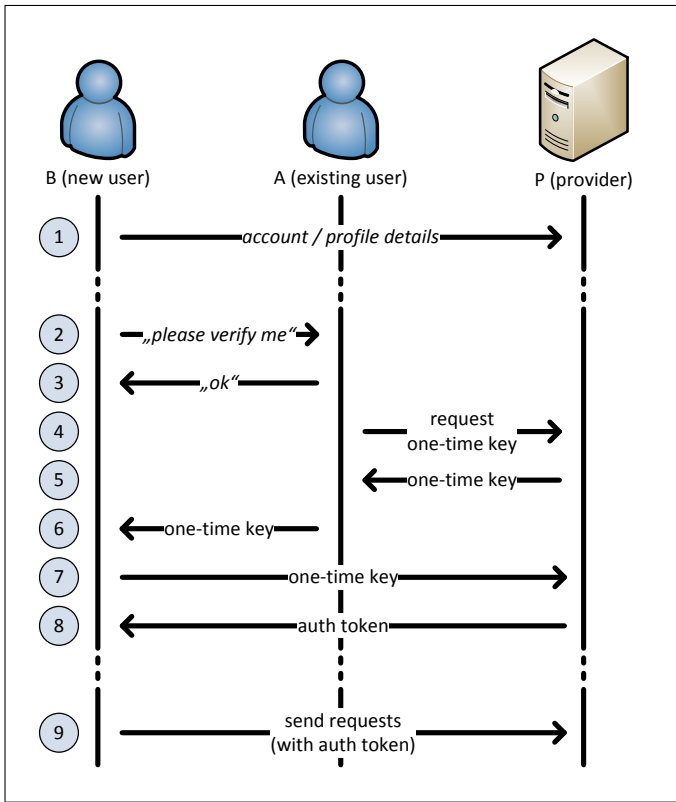 B (new user)
A (existing user)
P (provider)
1
account / profile details
2
„please verify me“
3
„ok“
4
request
one-time key
5
one-time key
6
one-time key
7
one-time key
8
auth token
9
send requests
(with auth token)